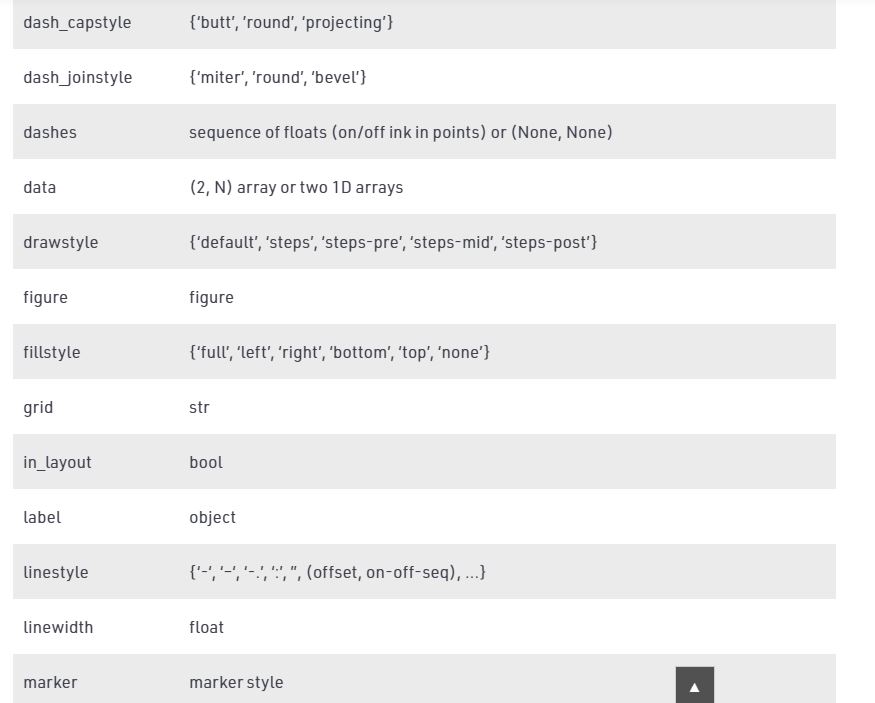 dash_capstyle {‘butt’, ’round’, ‘projecting’}
dash_joinstyle {‘miter’, ’round’, ‘bevel’}
dashes sequence of floats (on/off ink in points) or (None, None)
data (2, N) array or two 1D arrays
drawstyle {‘default’, ‘steps’, ‘steps-pre’, ‘steps-mid’, ‘steps-post’}
figure figure
fillstyle {‘full’, ‘left’, ‘right’, ‘bottom’, ‘top’, ‘none’}
grid str
in_layout bool
label object
linestyle {‘-‘, ‘–‘, ‘-.’, ‘:’, ”, (offset, on-off-seq), …}
linewidth float
marker marker style